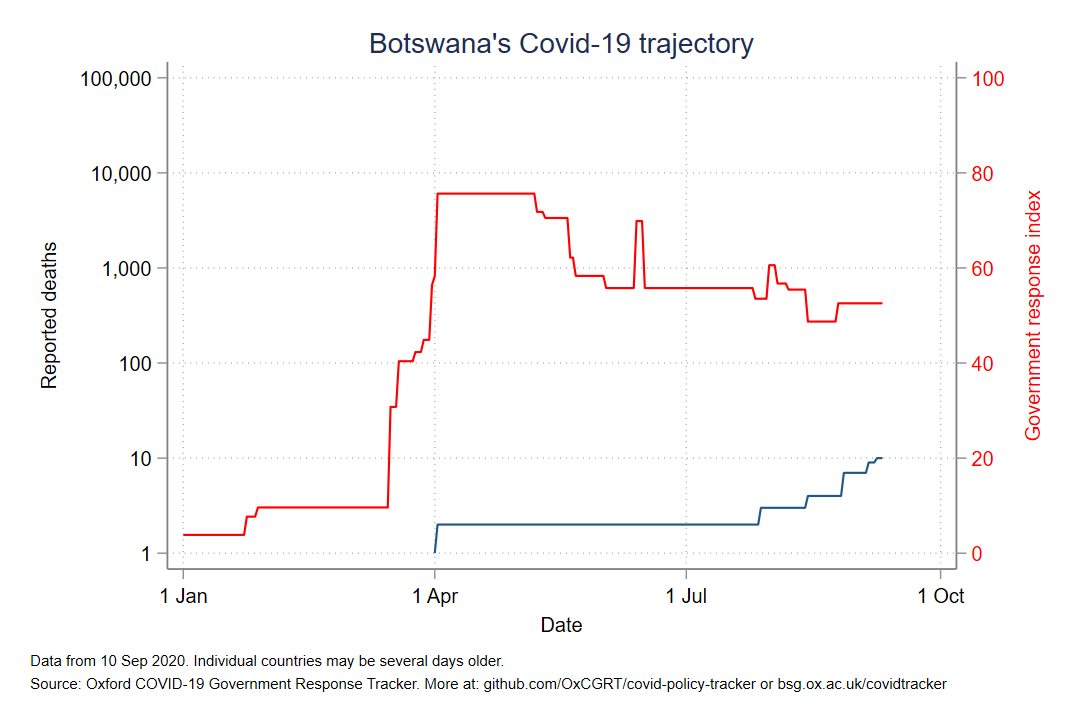 Botswana's Covid-19 trajectory
100,000
10,000
1,000
100
10
1
Reported deaths
100
80
60
40
20
0
Government response index
1 Jan
1 Apr
1 Jul
1 Oct
Date
Data from 10 Sep 2020. Individual countries may be several days older.
Source: Oxford COVID-19 Government Response Tracker. More at: github.com/OxCGRT/covid-policy-tracker or bsg.ox.ac.uk/covidtracker